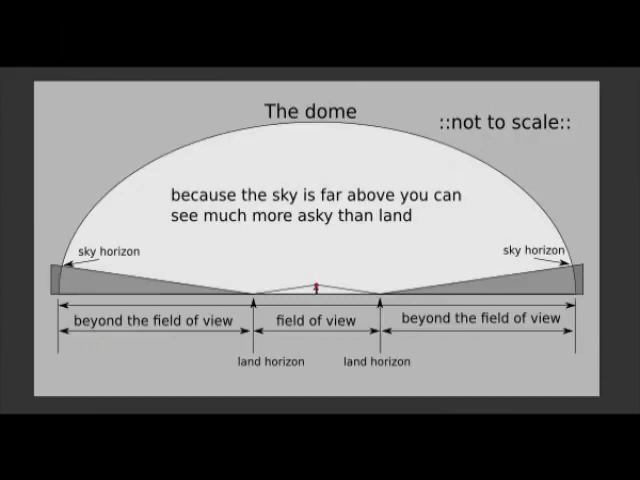 The dome
::not to scale::
because the sky is far above you can
see much more asky than land
sky horizon
sky horizon
beyond the field of view
field of view
beyond the field of view
land horizon
land horizon